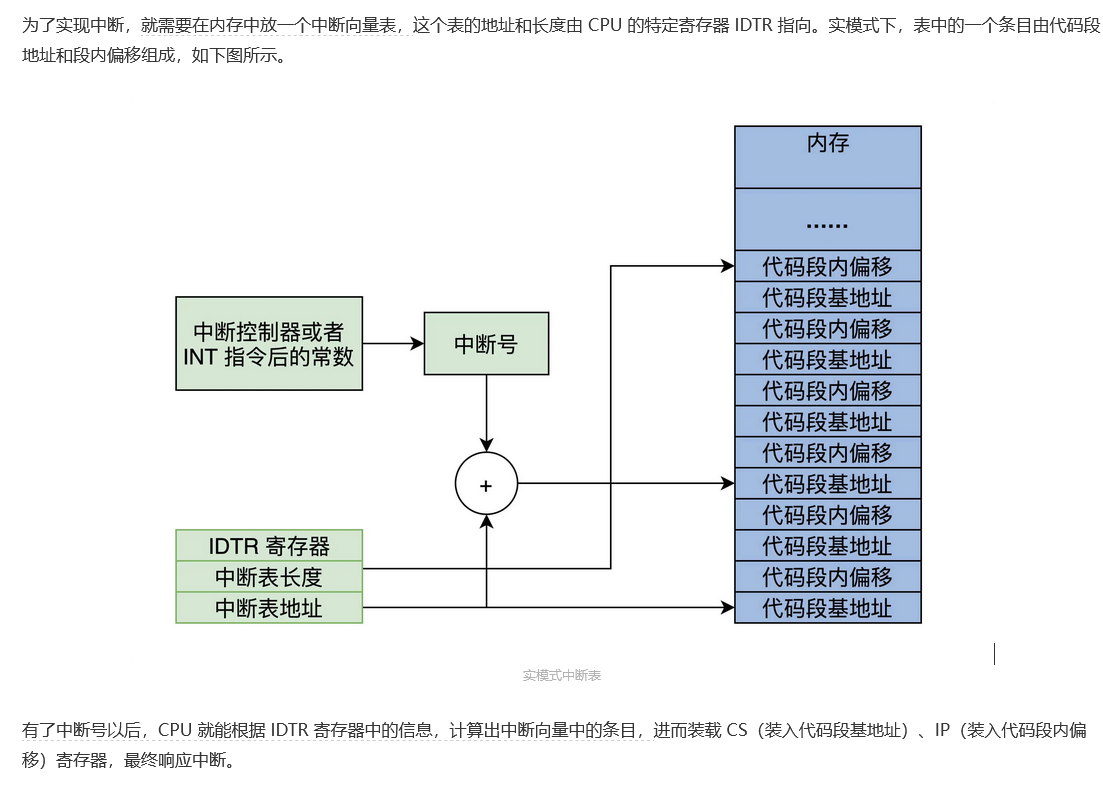 为了实现中断，就需要在内存中放一个中断向量表，这个表的地址和长度由 CPU 的特定寄存器 IDTR 指向。实模式下，表中的一个条目由代码段
地址和段内偏移组成，如下图所示。
内存
......
代码段内偏移
代码段基地址
代码段内偏移
代码段基地址
代码段内偏移
代码段基地址
代码段内偏移
代码段基地址
代码段内偏移
代码段基地址
代码段内偏移
代码段基地址
中断控制器或者
INT 指令后的常数
中断号
+
IDTR 寄存器
中断表长度
中断表地址
实模式中断表
有了中断号以后，CPU 就能根据 IDTR 寄存器中的信息，计算出中断向量中的条目，进而装载 CS（装入代码段基地址）、IP（装入代码段内偏
移）寄存器，最终响应中断。